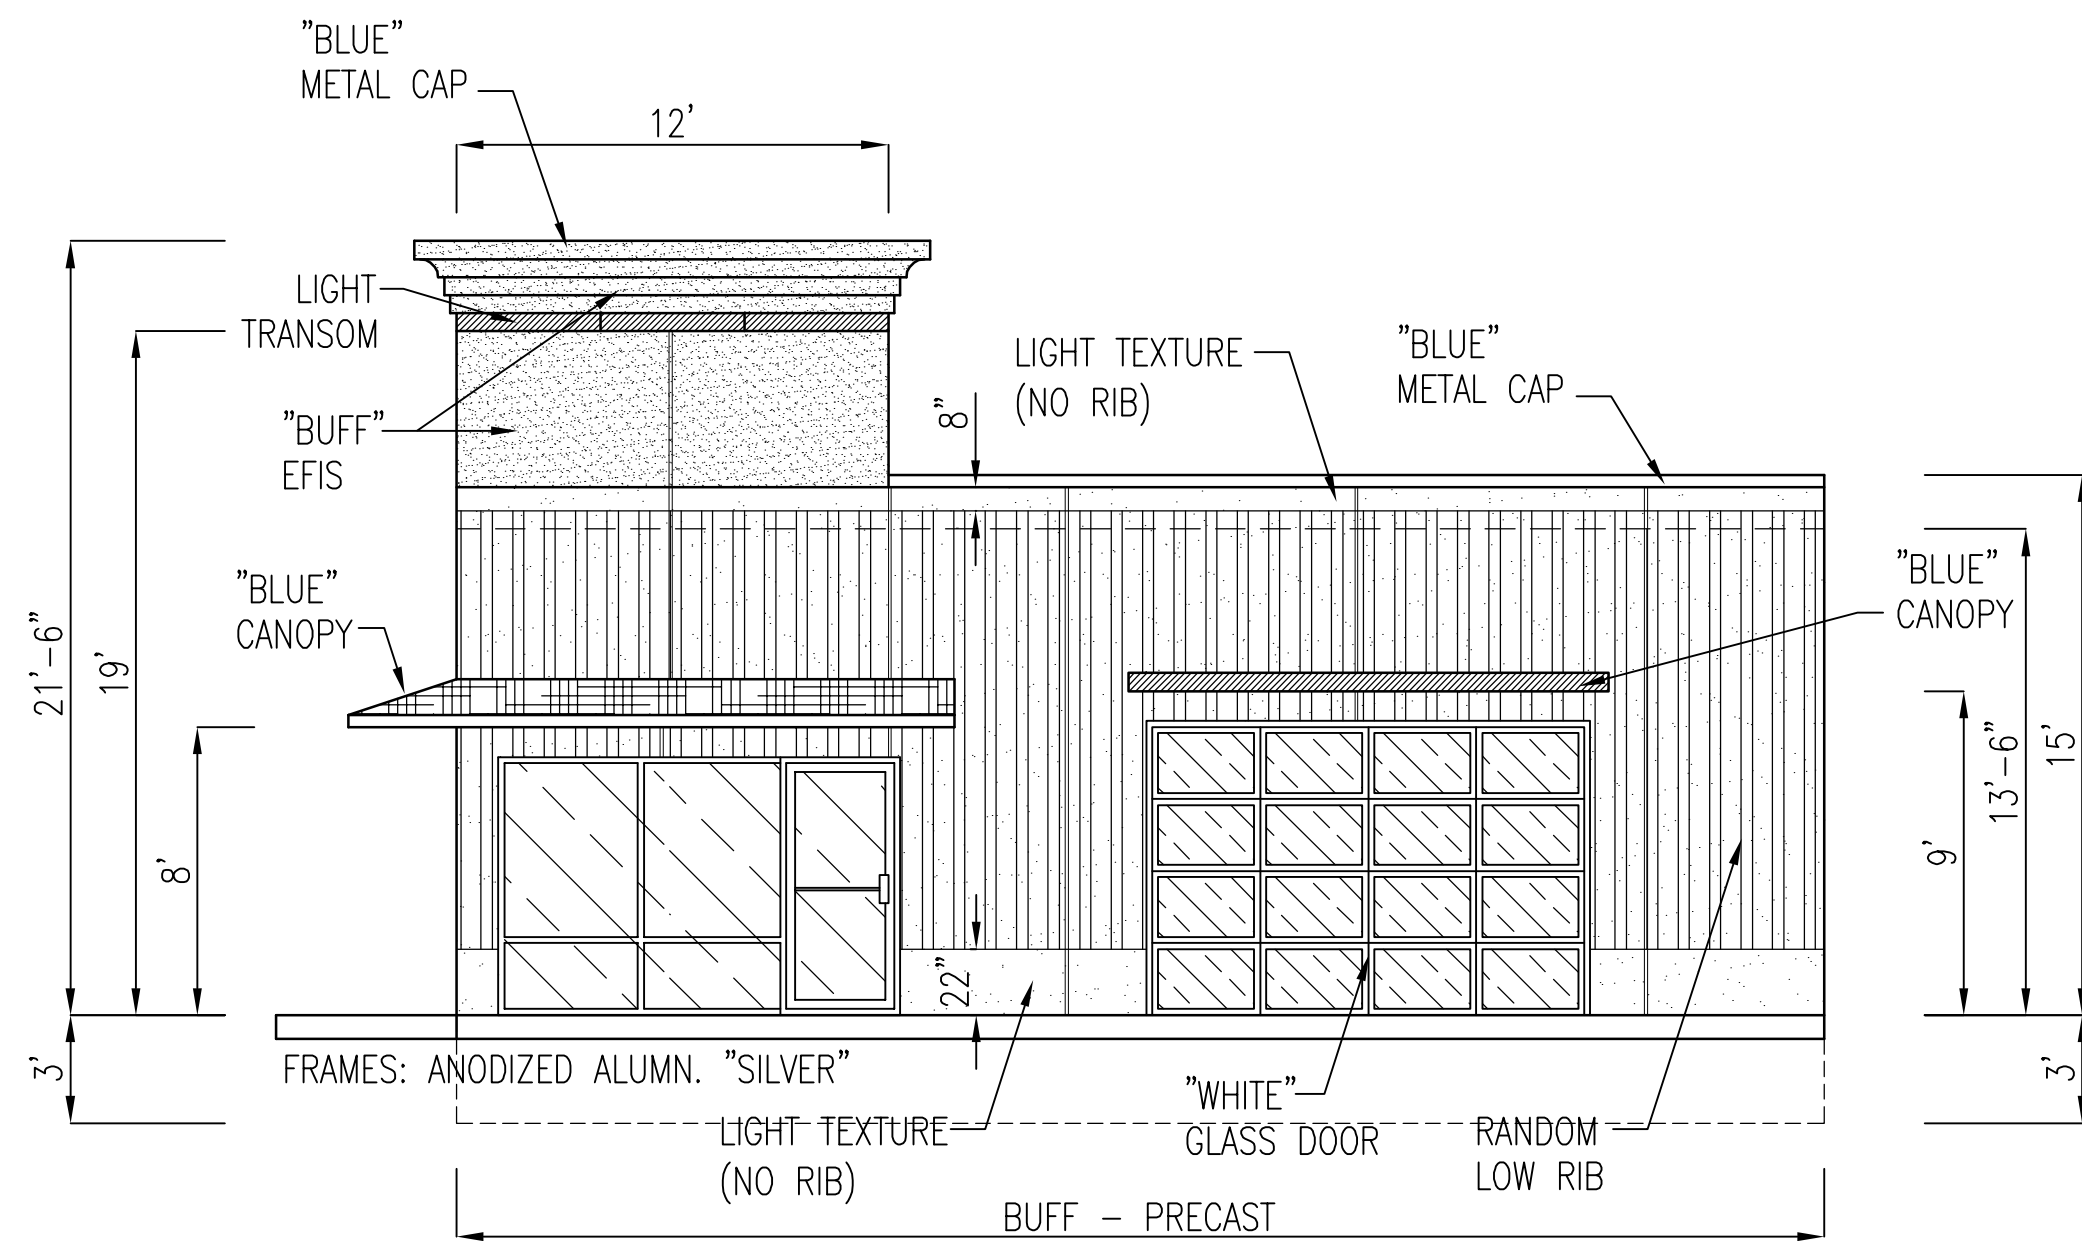 "BLUE"
METAL CAP
12'
LIGHT
TRANSOM
"BUFF"
EFIS
LIGHT TEXTURE
(NO RIB)
8"
"BLUE"
METAL CAP
"BLUE"
CANOPY
"BLUE"
CANOPY
21'-6"
19'
8'
3'
9'
13'-6"
15'
3'
22"
FRAMES: ANODIZED ALUMN. "SILVER"
LIGHT TEXTURE
(NO RIB)
"WHITE"
GLASS DOOR
RANDOM
LOW RIB
BUFF - PRECAST